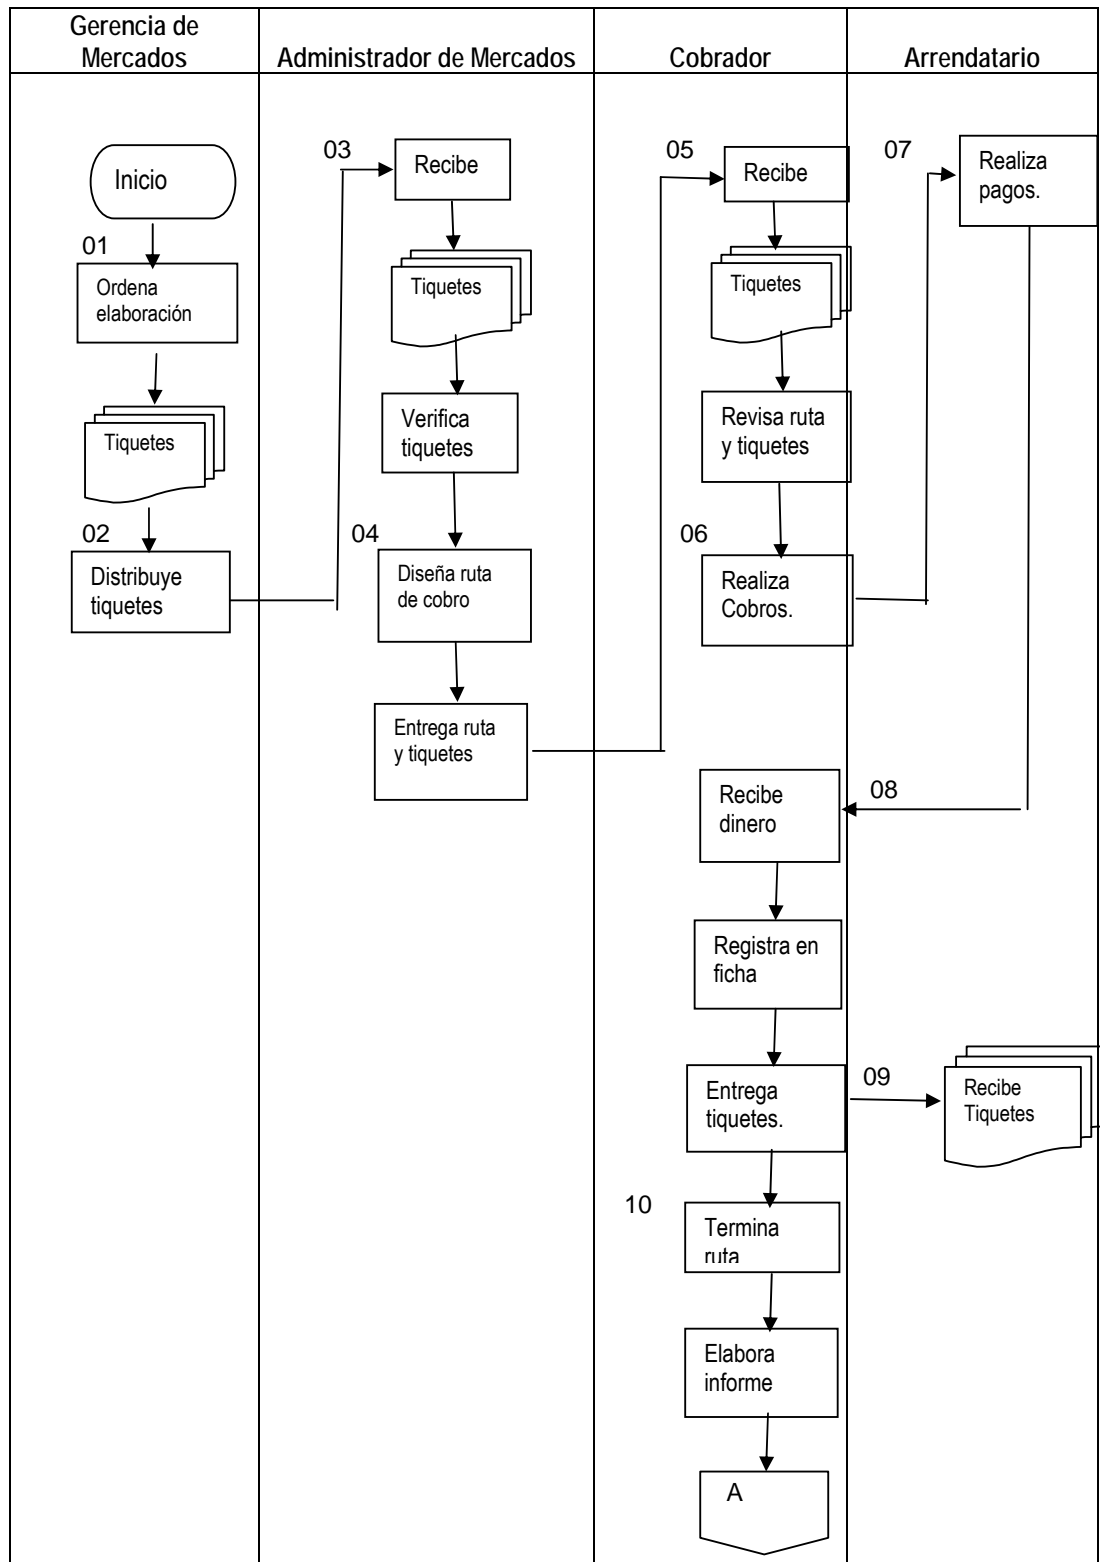 Gerencia de
Mercados
Administrador de Mercados
Cobrador
Arrendatario
Inicio
01
Ordena
elaboración
Tiquetes
02
Distribuye
tiquetes
03
Recibe
Tiquetes
Verifica
tiquetes
04
Diseña ruta
de cobro
Entrega ruta
y tiquetes
05
Recibe
Tiquetes
Revisa ruta
y tiquetes
06
Realiza
Cobros.
07
Realiza
pagos.
08
Recibe
dinero
Registra en
ficha
Entrega
tiquetes.
09
Recibe
Tiquetes
10
Termina
ruta
Elabora
informe
A